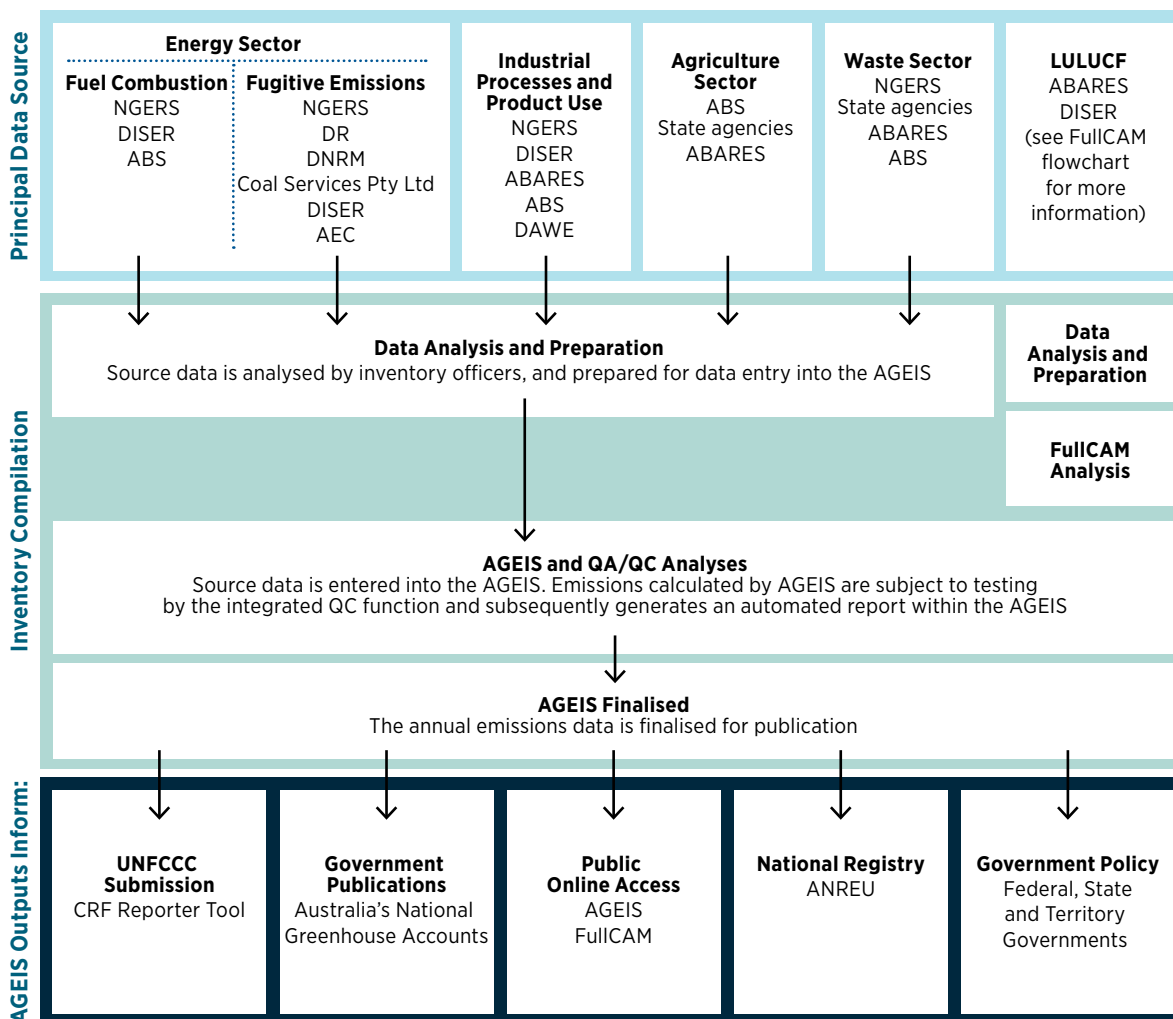 Principal Data Source
Energy Sector
Fuel Combustion
NGERS
DISER
ABS
Fugitive Emissions
NGERS
DR
DNRM
Coal Services Pty Ltd
DISER
AEC
Industrial
Processes and
Product Use
NGERS
DISER
ABARES
ABS
DAWE
Agriculture
Sector
ABS
State agencies
ABARES
Waste Sector
NGERS
State agencies
ABARES
ABS
LULUCF
ABARES
DISER
(see FullCAM
flowchart
for more
information)
Inventory Compilation
Data Analysis and Preparation
Source data is analysed by inventory officers, and prepared for data entry into the AGEIS
Data
Analysis and
Preparation
FullCAM
Analysis
AGEIS and QA/QC Analyses
Source data is entered into the AGEIS. Emissions calculated by AGEIS are subject to testing
by the integrated QC function and subsequently generates an automated report within the AGEIS
AGEIS Finalised
The annual emissions data is finalised for publication
AGEIS Outputs Inform:
UNFCCC
Submission
CRF Reporter Tool
Government
Publications
Australia's National
Greenhouse Accounts
Public
Online Access
AGEIS
FullCAM
National Registry
ANREU
Government Policy
Federal, State
and Territory
Governments